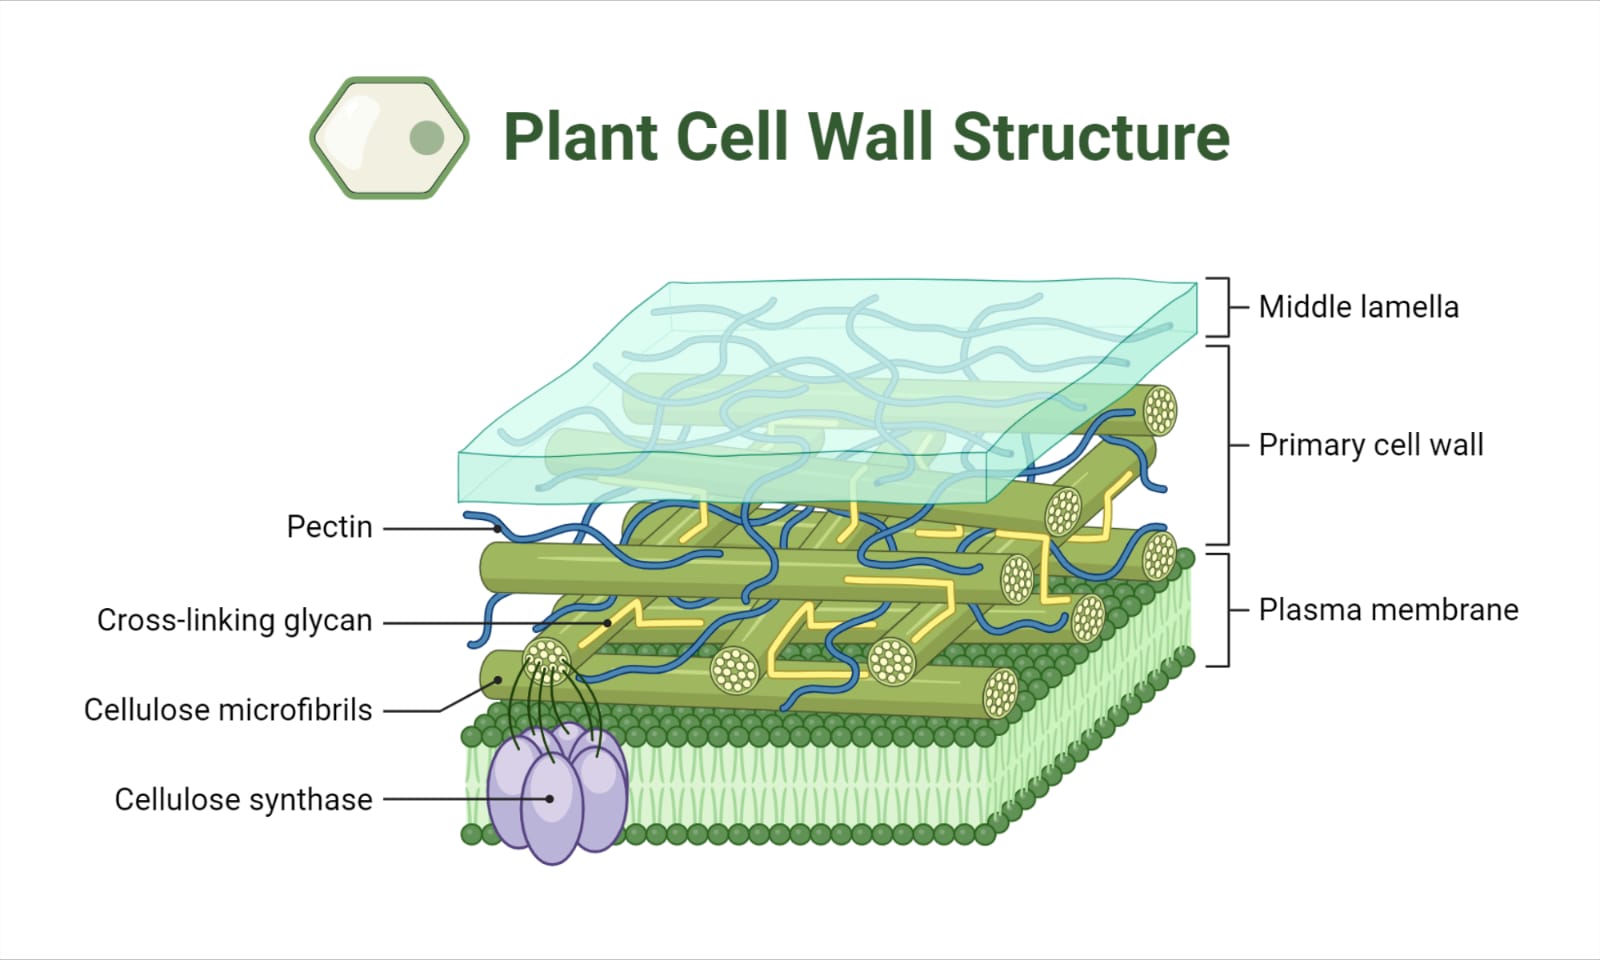 Plant Cell Wall Structure
Middle lamella
Primary cell wall
Pectin
Plasma membrane
Cross-linking glycan
Cellulose microfibrils
Cellulose synthase